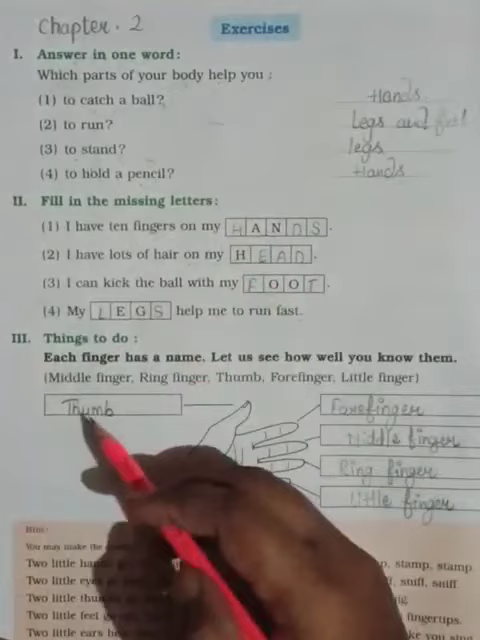 Chapter. 2
Exercises
I. Answer in one word:
Which parts of your body help you :
(1) to catch a ball? Hands
(2) to run? Legs and feet
(3) to stand? legs
(4) to hold a pencil? Hands
II. Fill in the missing letters:
(1) I have ten fingers on my HANDS.
(2) I have lots of hair on my HEAD.
(3) I can kick the ball with my FOOT.
(4) My LEGS help me to run fast.
III. Things to do :
Each finger has a name. Let us see how well you know them.
(Middle finger, Ring finger, Thumb, Forefinger, Little finger)
Thumb Forefinger
Middle finger
Ring finger
Little finger
Hint:
You may make the
Two little stamp, stamp
Two little eyes sniff, sniff
Two little
Two little feet fingertips.
Two little ears you sing